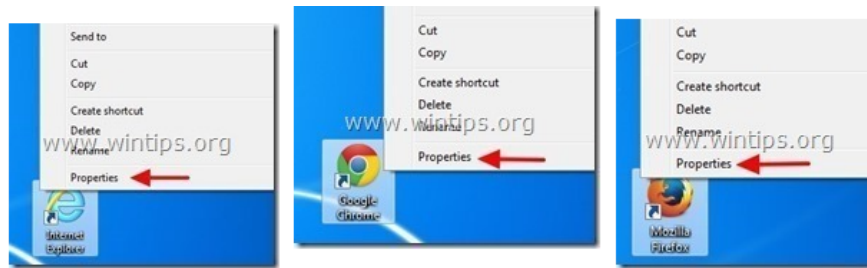 Send to
Cut
Copy
Create shortcut
Delete
Rename
Properties
Internet
Explorer
www.wintips.org
Cut
Copy
Create shortcut
Delete
Rename
Properties
Google
Chrome
www.wintips.org
Cut
Copy
Create shortcut
Delete
Rename
Properties
Mozilla
Firefox
www.wintips.org